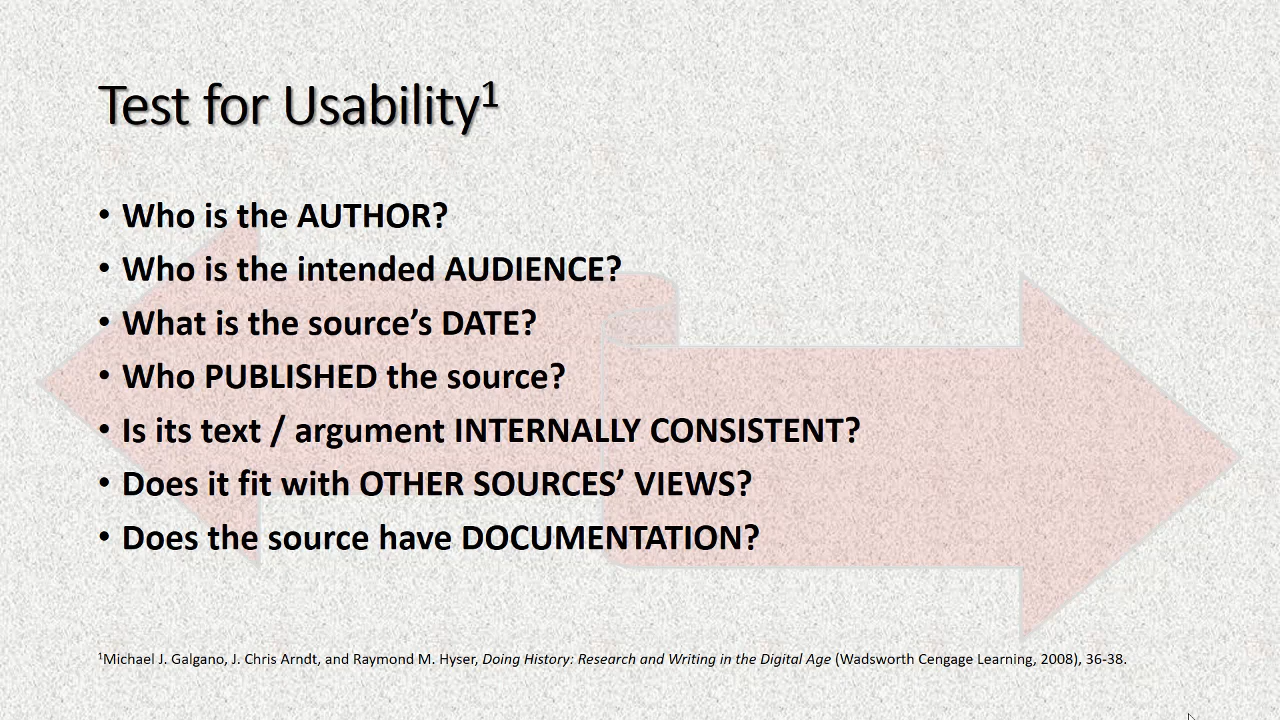 Test for Usability¹
• Who is the AUTHOR?
• Who is the intended AUDIENCE?
• What is the source’s DATE?
• Who PUBLISHED the source?
• Is its text / argument INTERNALLY CONSISTENT?
• Does it fit with OTHER SOURCES’ VIEWS?
• Does the source have DOCUMENTATION?
¹Michael J. Galgano, J. Chris Arndt, and Raymond M. Hyser, Doing History: Research and Writing in the Digital Age (Wadsworth Cengage Learning, 2008), 36-38.